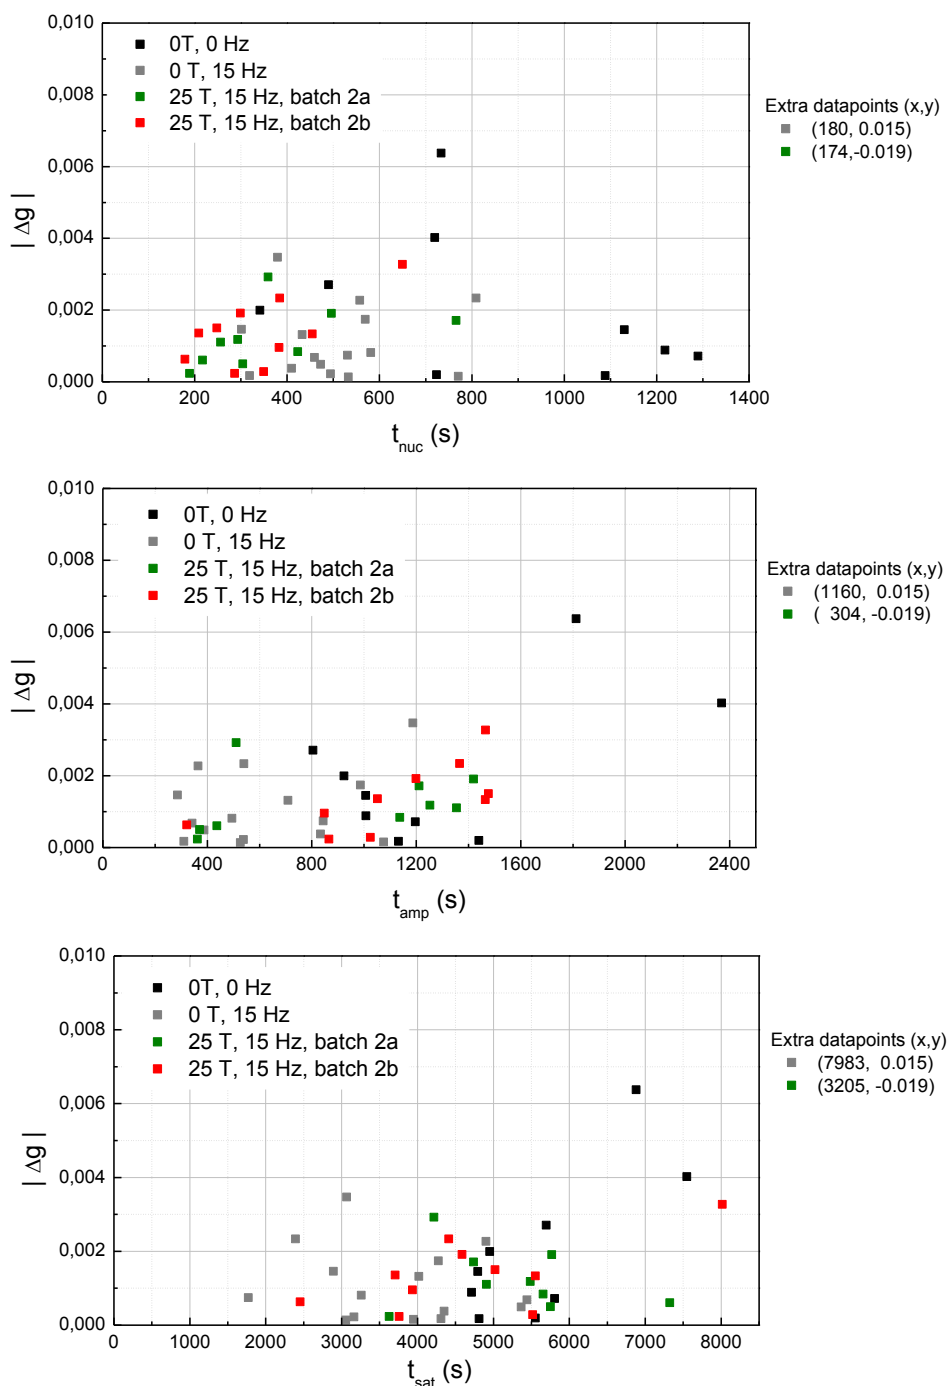 0,010
0,008
0,006
0,004
0,002
0,000
| Δg |
0T, 0 Hz
0 T, 15 Hz
25 T, 15 Hz, batch 2a
25 T, 15 Hz, batch 2b
Extra datapoints (x,y)
(180, 0.015)
(174,-0.019)
0 200 400 600 800 1000 1200 1400
tnuc (s)
0,010
0,008
0,006
0,004
0,002
0,000
| Δg |
0T, 0 Hz
0 T, 15 Hz
25 T, 15 Hz, batch 2a
25 T, 15 Hz, batch 2b
Extra datapoints (x,y)
(1160, 0.015)
( 304, -0.019)
0 400 800 1200 1600 2000 2400
tamp (s)
0,010
0,008
0,006
0,004
0,002
0,000
| Δg |
0T, 0 Hz
0 T, 15 Hz
25 T, 15 Hz, batch 2a
25 T, 15 Hz, batch 2b
Extra datapoints (x,y)
(7983, 0.015)
(3205, -0.019)
0 1000 2000 3000 4000 5000 6000 7000 8000
tsat (s)